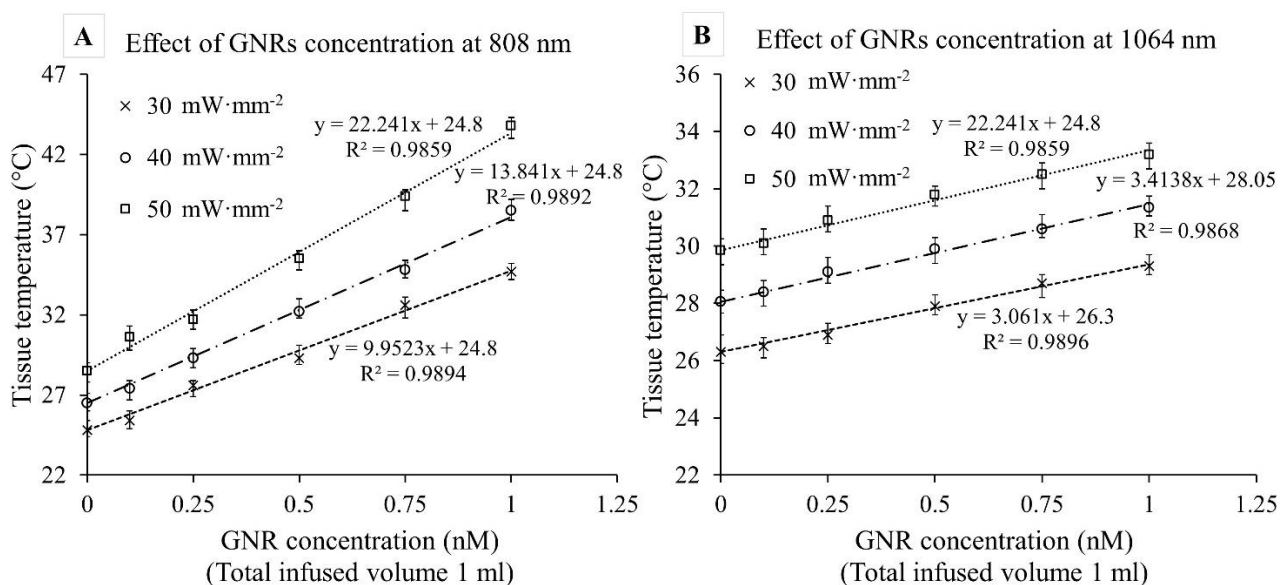 A
Effect of GNRs concentration at 808 nm
47
42
37
32
27
22
Tissue temperature (°C)
30 mW·mm⁻²
40 mW·mm⁻²
50 mW·mm⁻²
y = 22.241x + 24.8
R² = 0.9859
y = 13.841x + 24.8
R² = 0.9892
y = 9.9523x + 24.8
R² = 0.9894
0 0.25 0.5 0.75 1 1.25
GNR concentration (nM)
(Total infused volume 1 ml)
B
Effect of GNRs concentration at 1064 nm
36
34
32
30
28
26
24
22
Tissue temperature (°C)
30 mW·mm⁻²
40 mW·mm⁻²
50 mW·mm⁻²
y = 22.241x + 24.8
R² = 0.9859
y = 3.4138x + 28.05
R² = 0.9868
y = 3.061x + 26.3
R² = 0.9896
0 0.25 0.5 0.75 1 1.25
GNR concentration (nM)
(Total infused volume 1 ml)